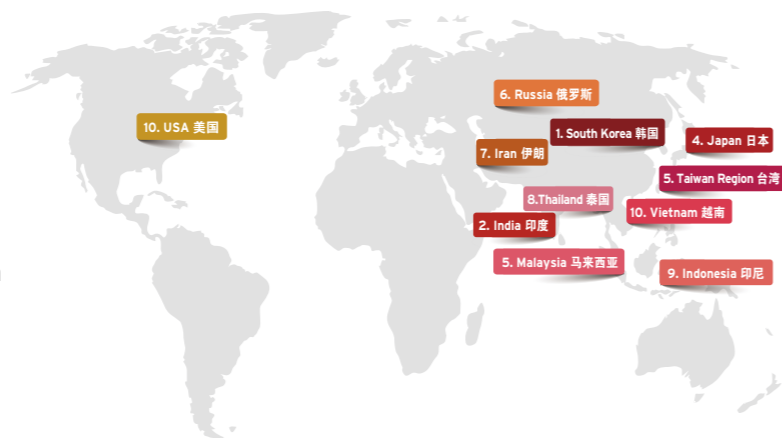 6. Russia 俄罗斯
10. USA 美国
1. South Korea 韩国
4. Japan 日本
7. Iran 伊朗
5. Taiwan Region 台湾
8.Thailand 泰国
10. Vietnam 越南
2. India 印度
5. Malaysia 马来西亚
9. Indonesia 印尼